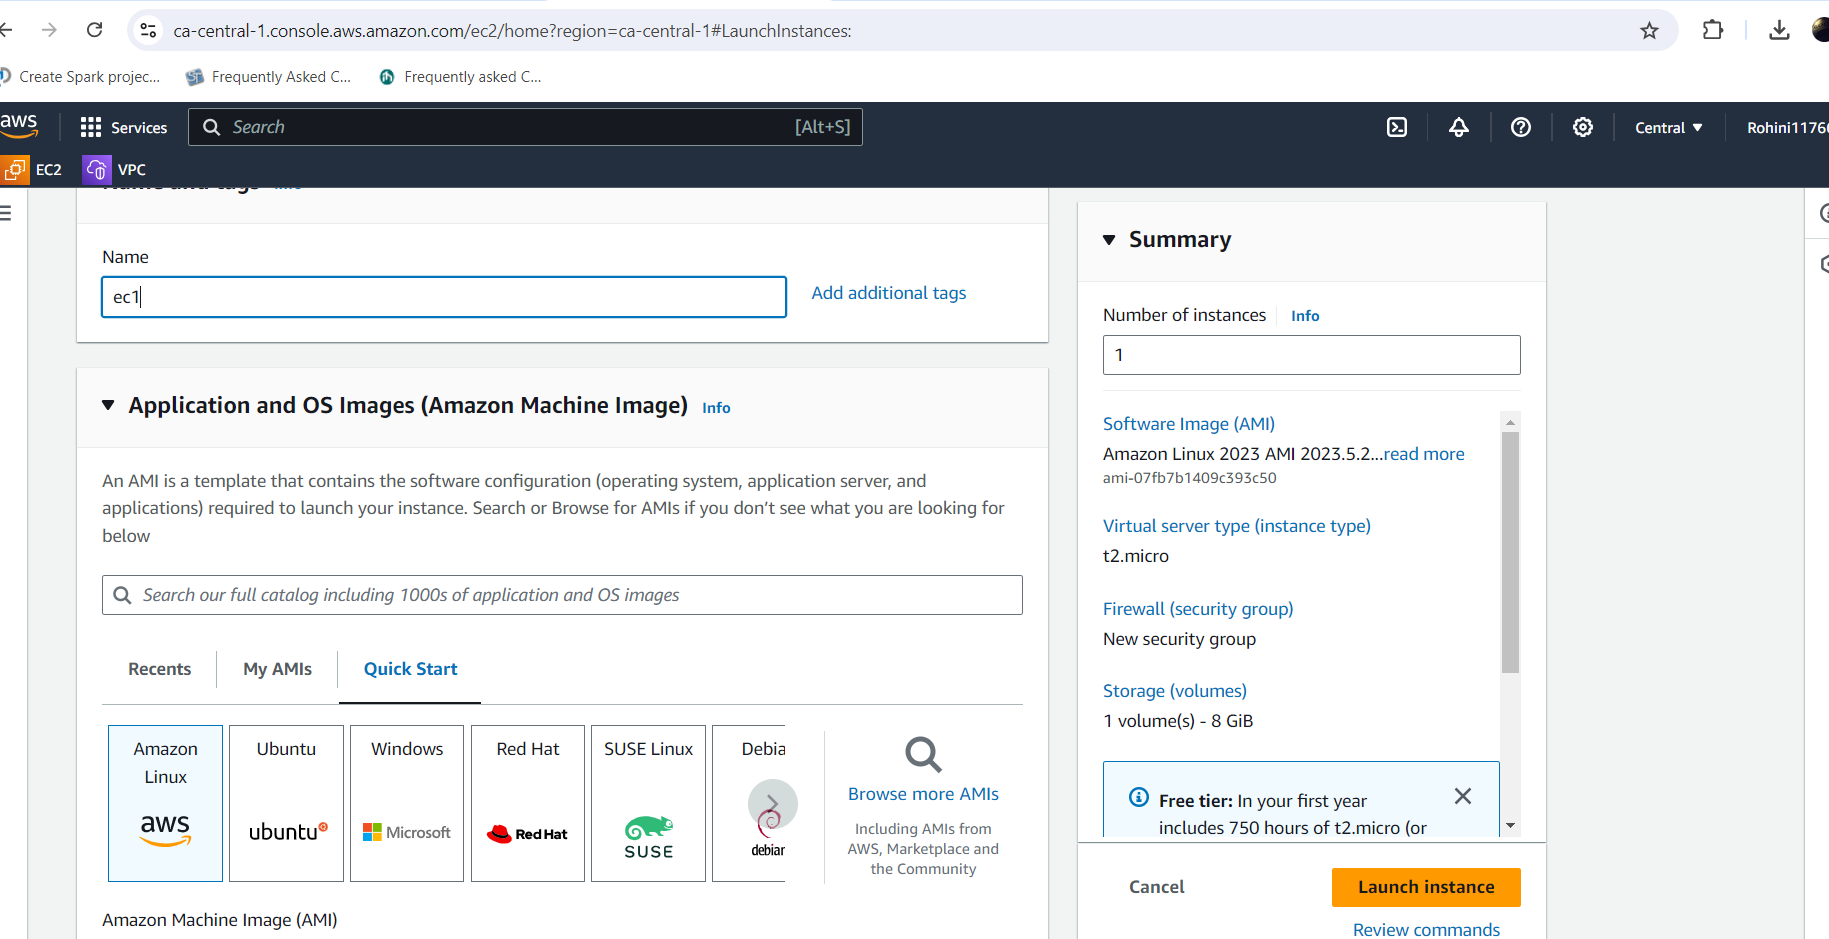 ca-central-1.console.aws.amazon.com/ec2/home?region=ca-central-1#LaunchInstances:
Create Spark projec...
Frequently Asked C...
Frequently asked C...
aws
Services
Search
[Alt+S]
Central
EC2
VPC
Name and tags
Info
Name
ec1
Add additional tags
Application and OS Images (Amazon Machine Image)
Info
An AMI is a template that contains the software configuration (operating system, application server, and
applications) required to launch your instance. Search or Browse for AMIs if you don't see what you are looking for
below
Search our full catalog including 1000s of application and OS images
Recents
My AMIs
Quick Start
Amazon
Linux
aws
Ubuntu
ubuntu
Windows
Microsoft
Red Hat
Red Hat
SUSE Linux
SUSE
Debia
debian
Browse more AMIs
Including AMIs from
AWS, Marketplace and
the Community
Amazon Machine Image (AMI)
Summary
Number of instances
Info
1
Software Image (AMI)
Amazon Linux 2023 AMI 2023.5.2...read more
ami-07fb7b1409c393c50
Virtual server type (instance type)
t2.micro
Firewall (security group)
New security group
Storage (volumes)
1 volume(s) - 8 GiB
Free tier: In your first year
includes 750 hours of t2.micro (or
Cancel
Launch instance
Review commands